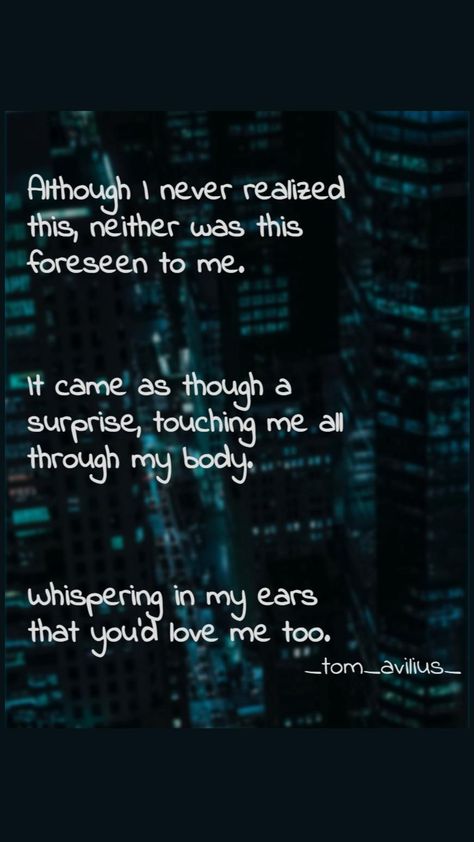 Although I never realized
this, neither was this
foreseen to me.
It came as though a
surprise, touching me all
through my body.
whispering in my ears
that you'd love me too.
_tom_avilius_